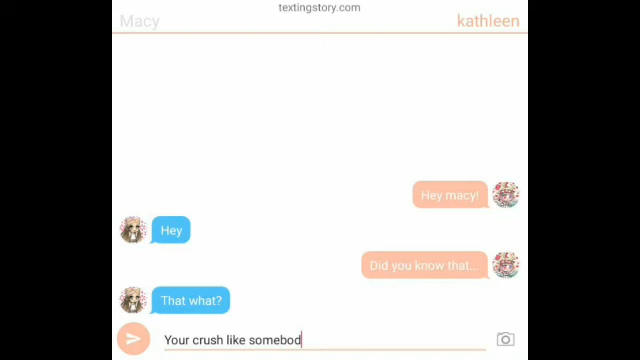 textingstory.com
Macy kathleen
Hey macy!
Hey
Did you know that...
That what?
Your crush like somebod